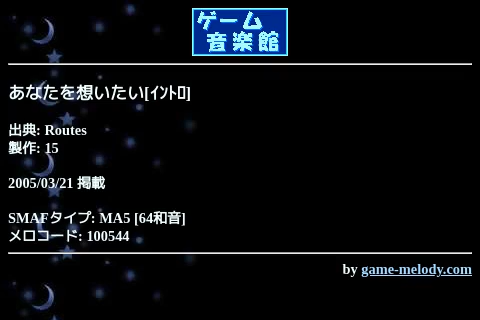 ゲーム
音楽館
あなたを想いたい[ｲﾝﾄﾛ]
出典: Routes
製作: 15
2005/03/21 掲載
SMAFタイプ: MA5 [64和音]
メロコード: 100544
by game-melody.com